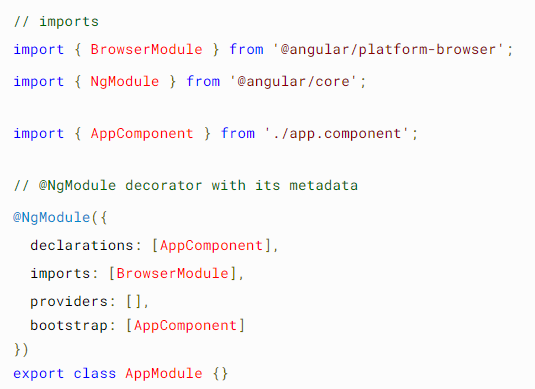 // imports
import { BrowserModule } from '@angular/platform-browser';
import { NgModule } from '@angular/core';
import { AppComponent } from './app.component';
// @NgModule decorator with its metadata
@NgModule({
  declarations: [AppComponent],
  imports: [BrowserModule],
  providers: [],
  bootstrap: [AppComponent]
})
export class AppModule {}